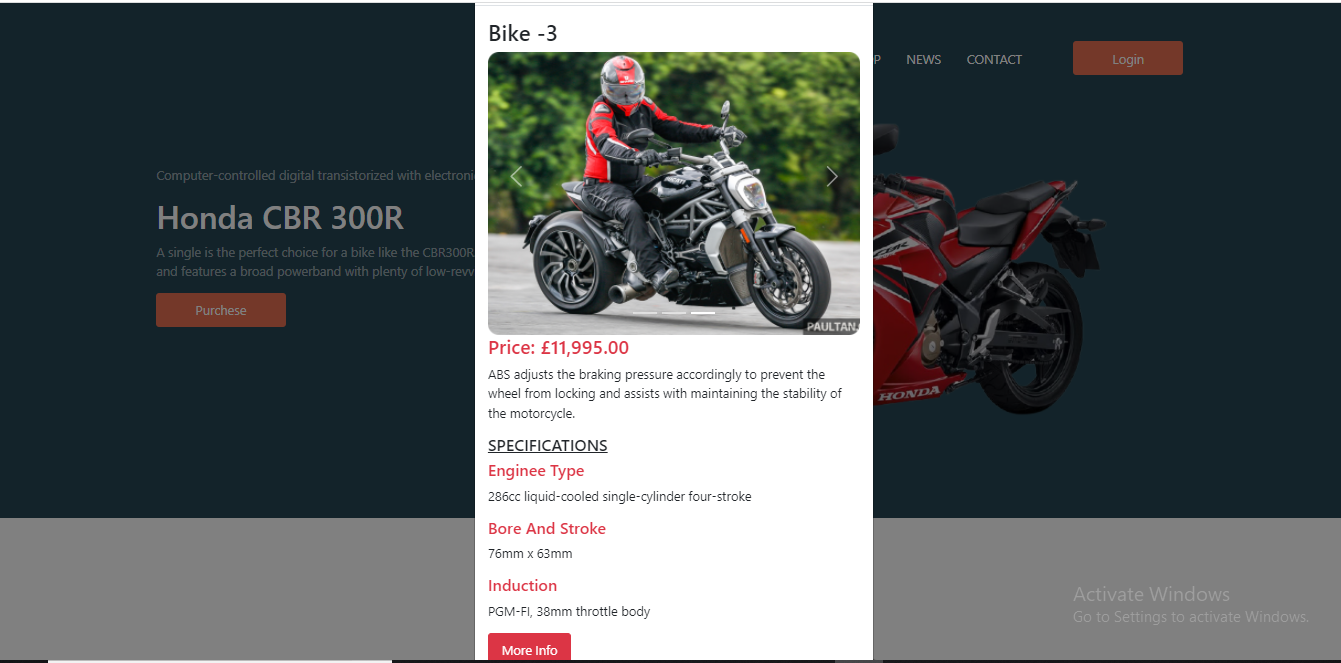 Bike -3
P NEWS CONTACT Login
Computer-controlled digital transistorized with electroni
Honda CBR 300R
A single is the perfect choice for a bike like the CBR300R
and features a broad powerband with plenty of low-revv
Purchese
HONDA
PAULTAN.
Price: £11,995.00
ABS adjusts the braking pressure accordingly to prevent the
wheel from locking and assists with maintaining the stability of
the motorcycle.
SPECIFICATIONS
Enginee Type
286cc liquid-cooled single-cylinder four-stroke
Bore And Stroke
76mm x 63mm
Induction
PGM-FI, 38mm throttle body
More Info
Activate Windows
Go to Settings to activate Windows.